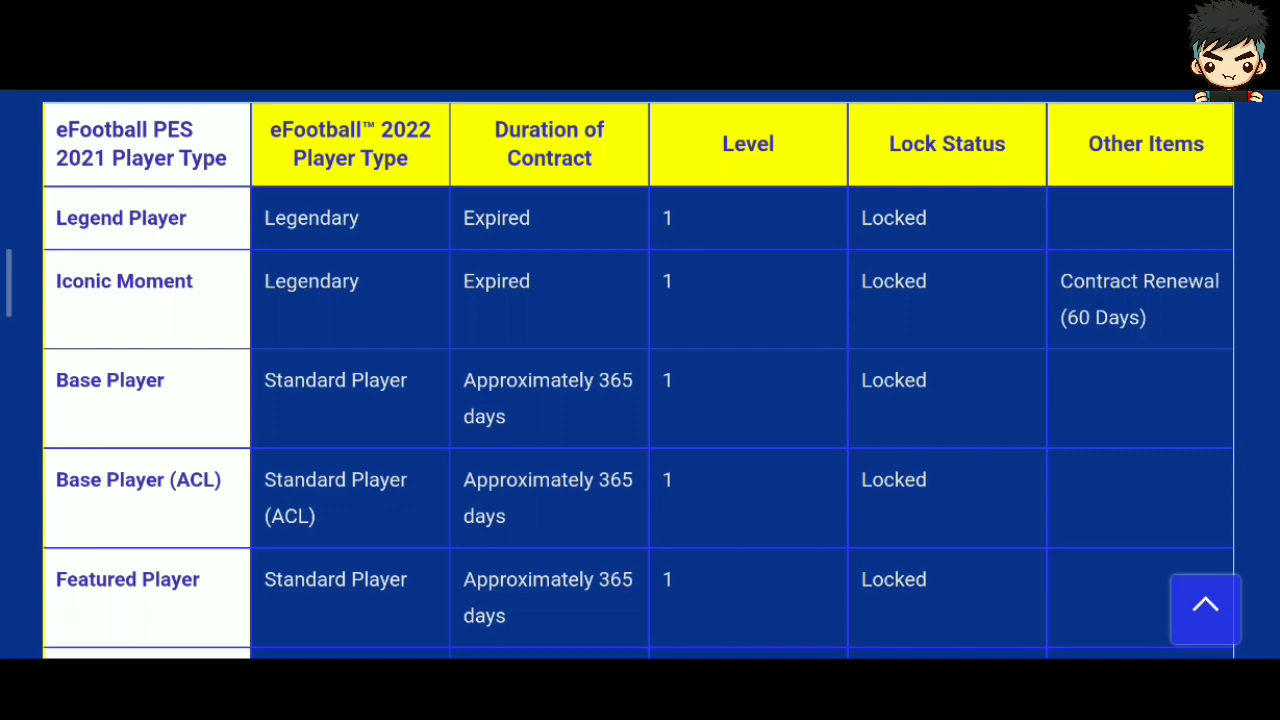 eFootball PES
2021 Player Type
eFootball™ 2022
Player Type
Duration of
Contract
Level
Lock Status
Other Items
Legend Player
Legendary
Expired
1
Locked
Iconic Moment
Legendary
Expired
1
Locked
Contract Renewal
(60 Days)
Base Player
Standard Player
Approximately 365
days
1
Locked
Base Player (ACL)
Standard Player
(ACL)
Approximately 365
days
1
Locked
Featured Player
Standard Player
Approximately 365
days
1
Locked